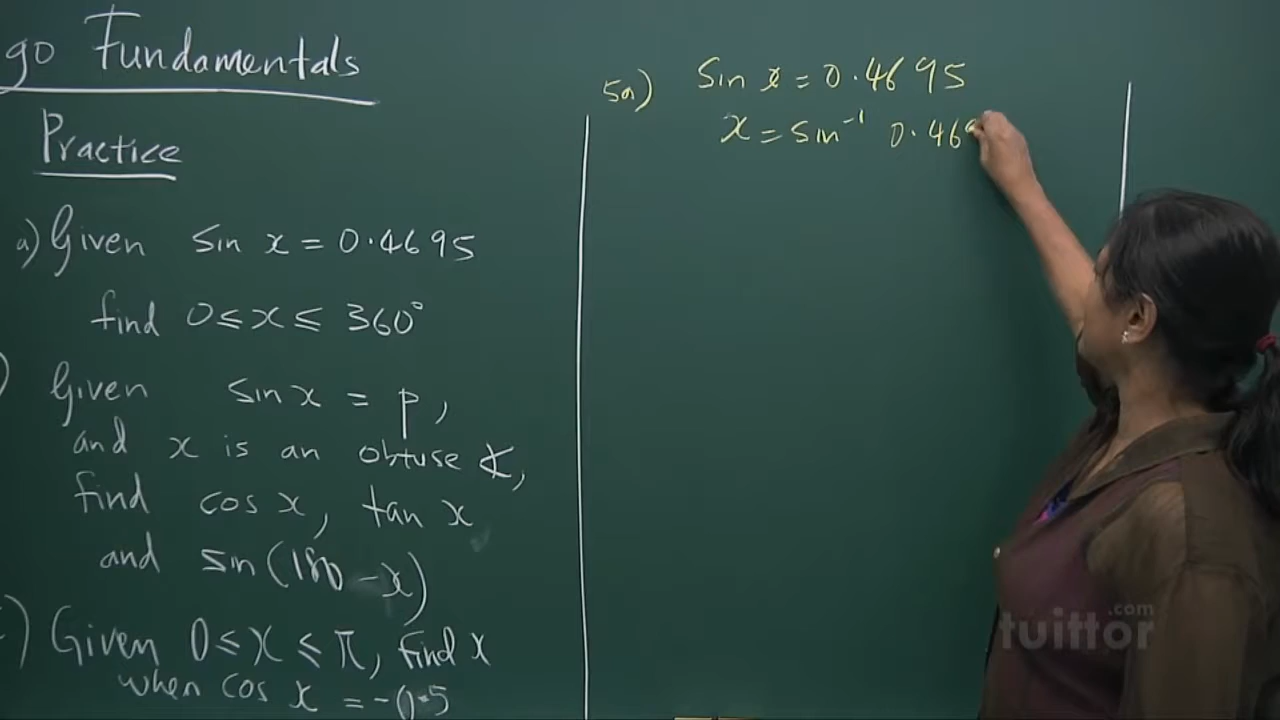 go Fundamentals
Practice
a) Given sin x = 0.4695
find 0 ≤ x ≤ 360°
) Given sin x = p,
and x is an obtuse ∢,
find cos x, tan x
and sin(180 - x)
) Given 0 ≤ x ≤ π, find x
when cos x = -0.5
5a) Sin x = 0.4695
x = sin⁻¹ 0.469
tuittor.com